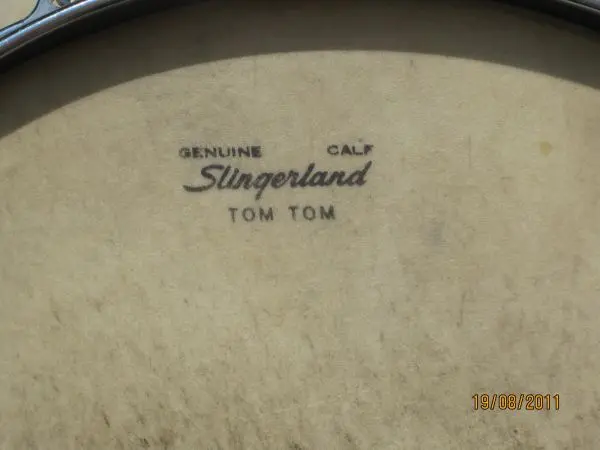 GENUINE CALF
Slingerland
TOM TOM
19/08/2011